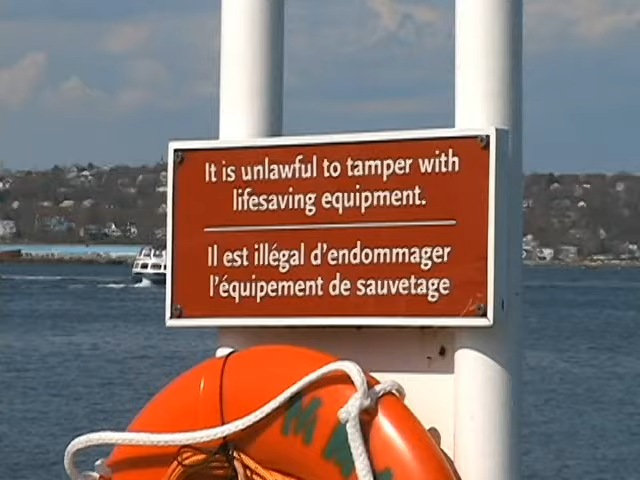 It is unlawful to tamper with
lifesaving equipment.
Il est illégal d'endommager
l'équipement de sauvetage